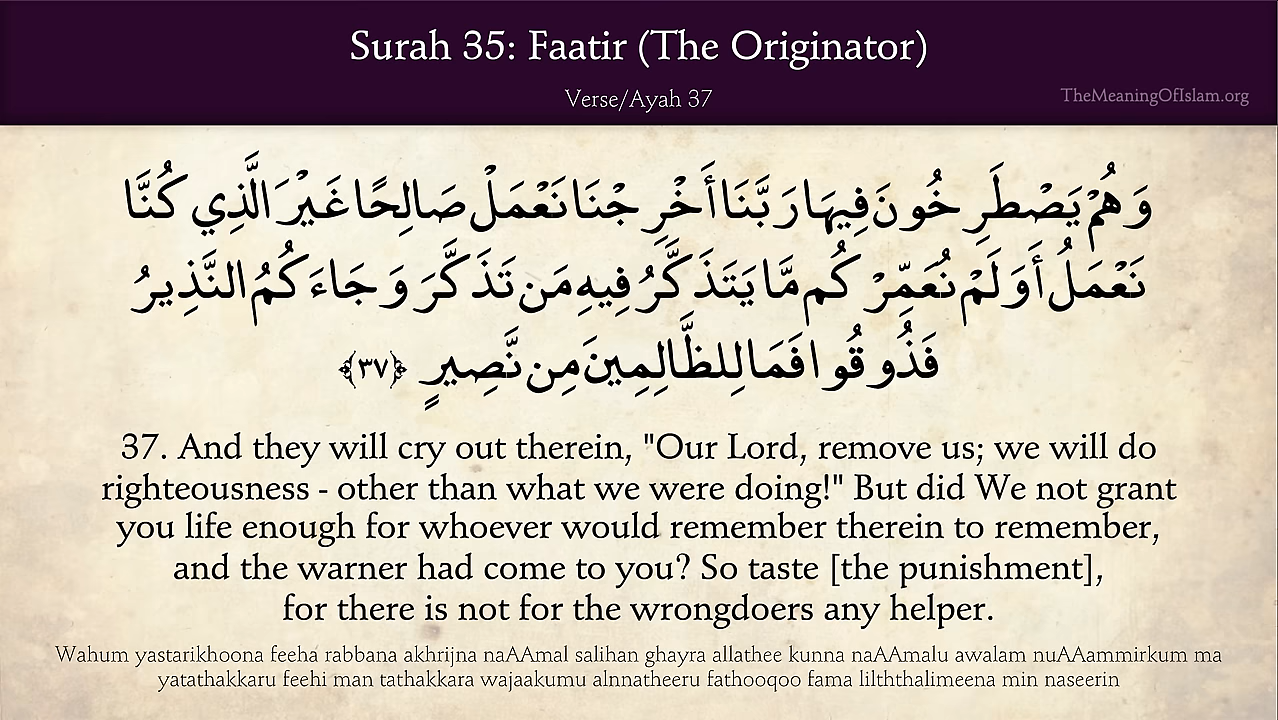 Surah 35: Faatir (The Originator)
Verse/Ayah 37
TheMeaningOfIslam.org
وَهُمْ يَصْطَرِخُونَ فِيهَا رَبَّنَا أَخْرِجْنَا نَعْمَلْ صَالِحًا غَيْرَ الَّذِي كُنَّا
نَعْمَلُ أَوَلَمْ نُعَمِّرْكُم مَّا يَتَذَكَّرُ فِيهِ مَن تَذَكَّرَ وَجَاءَكُمُ النَّذِيرُ
فَذُوقُوا فَمَا لِلظَّالِمِينَ مِن نَّصِيرٍ ﴿٣٧﴾
37. And they will cry out therein, "Our Lord, remove us; we will do
righteousness - other than what we were doing!" But did We not grant
you life enough for whoever would remember therein to remember,
and the warner had come to you? So taste [the punishment],
for there is not for the wrongdoers any helper.
Wahum yastarikhoona feeha rabbana akhrijna naAAmal salihan ghayra allathee kunna naAAmalu awalam nuAAammirkum ma
yatathakkaru feehi man tathakkara wajaakumu alnnatheeru fathooqoo fama lilththalimeena min naseerin